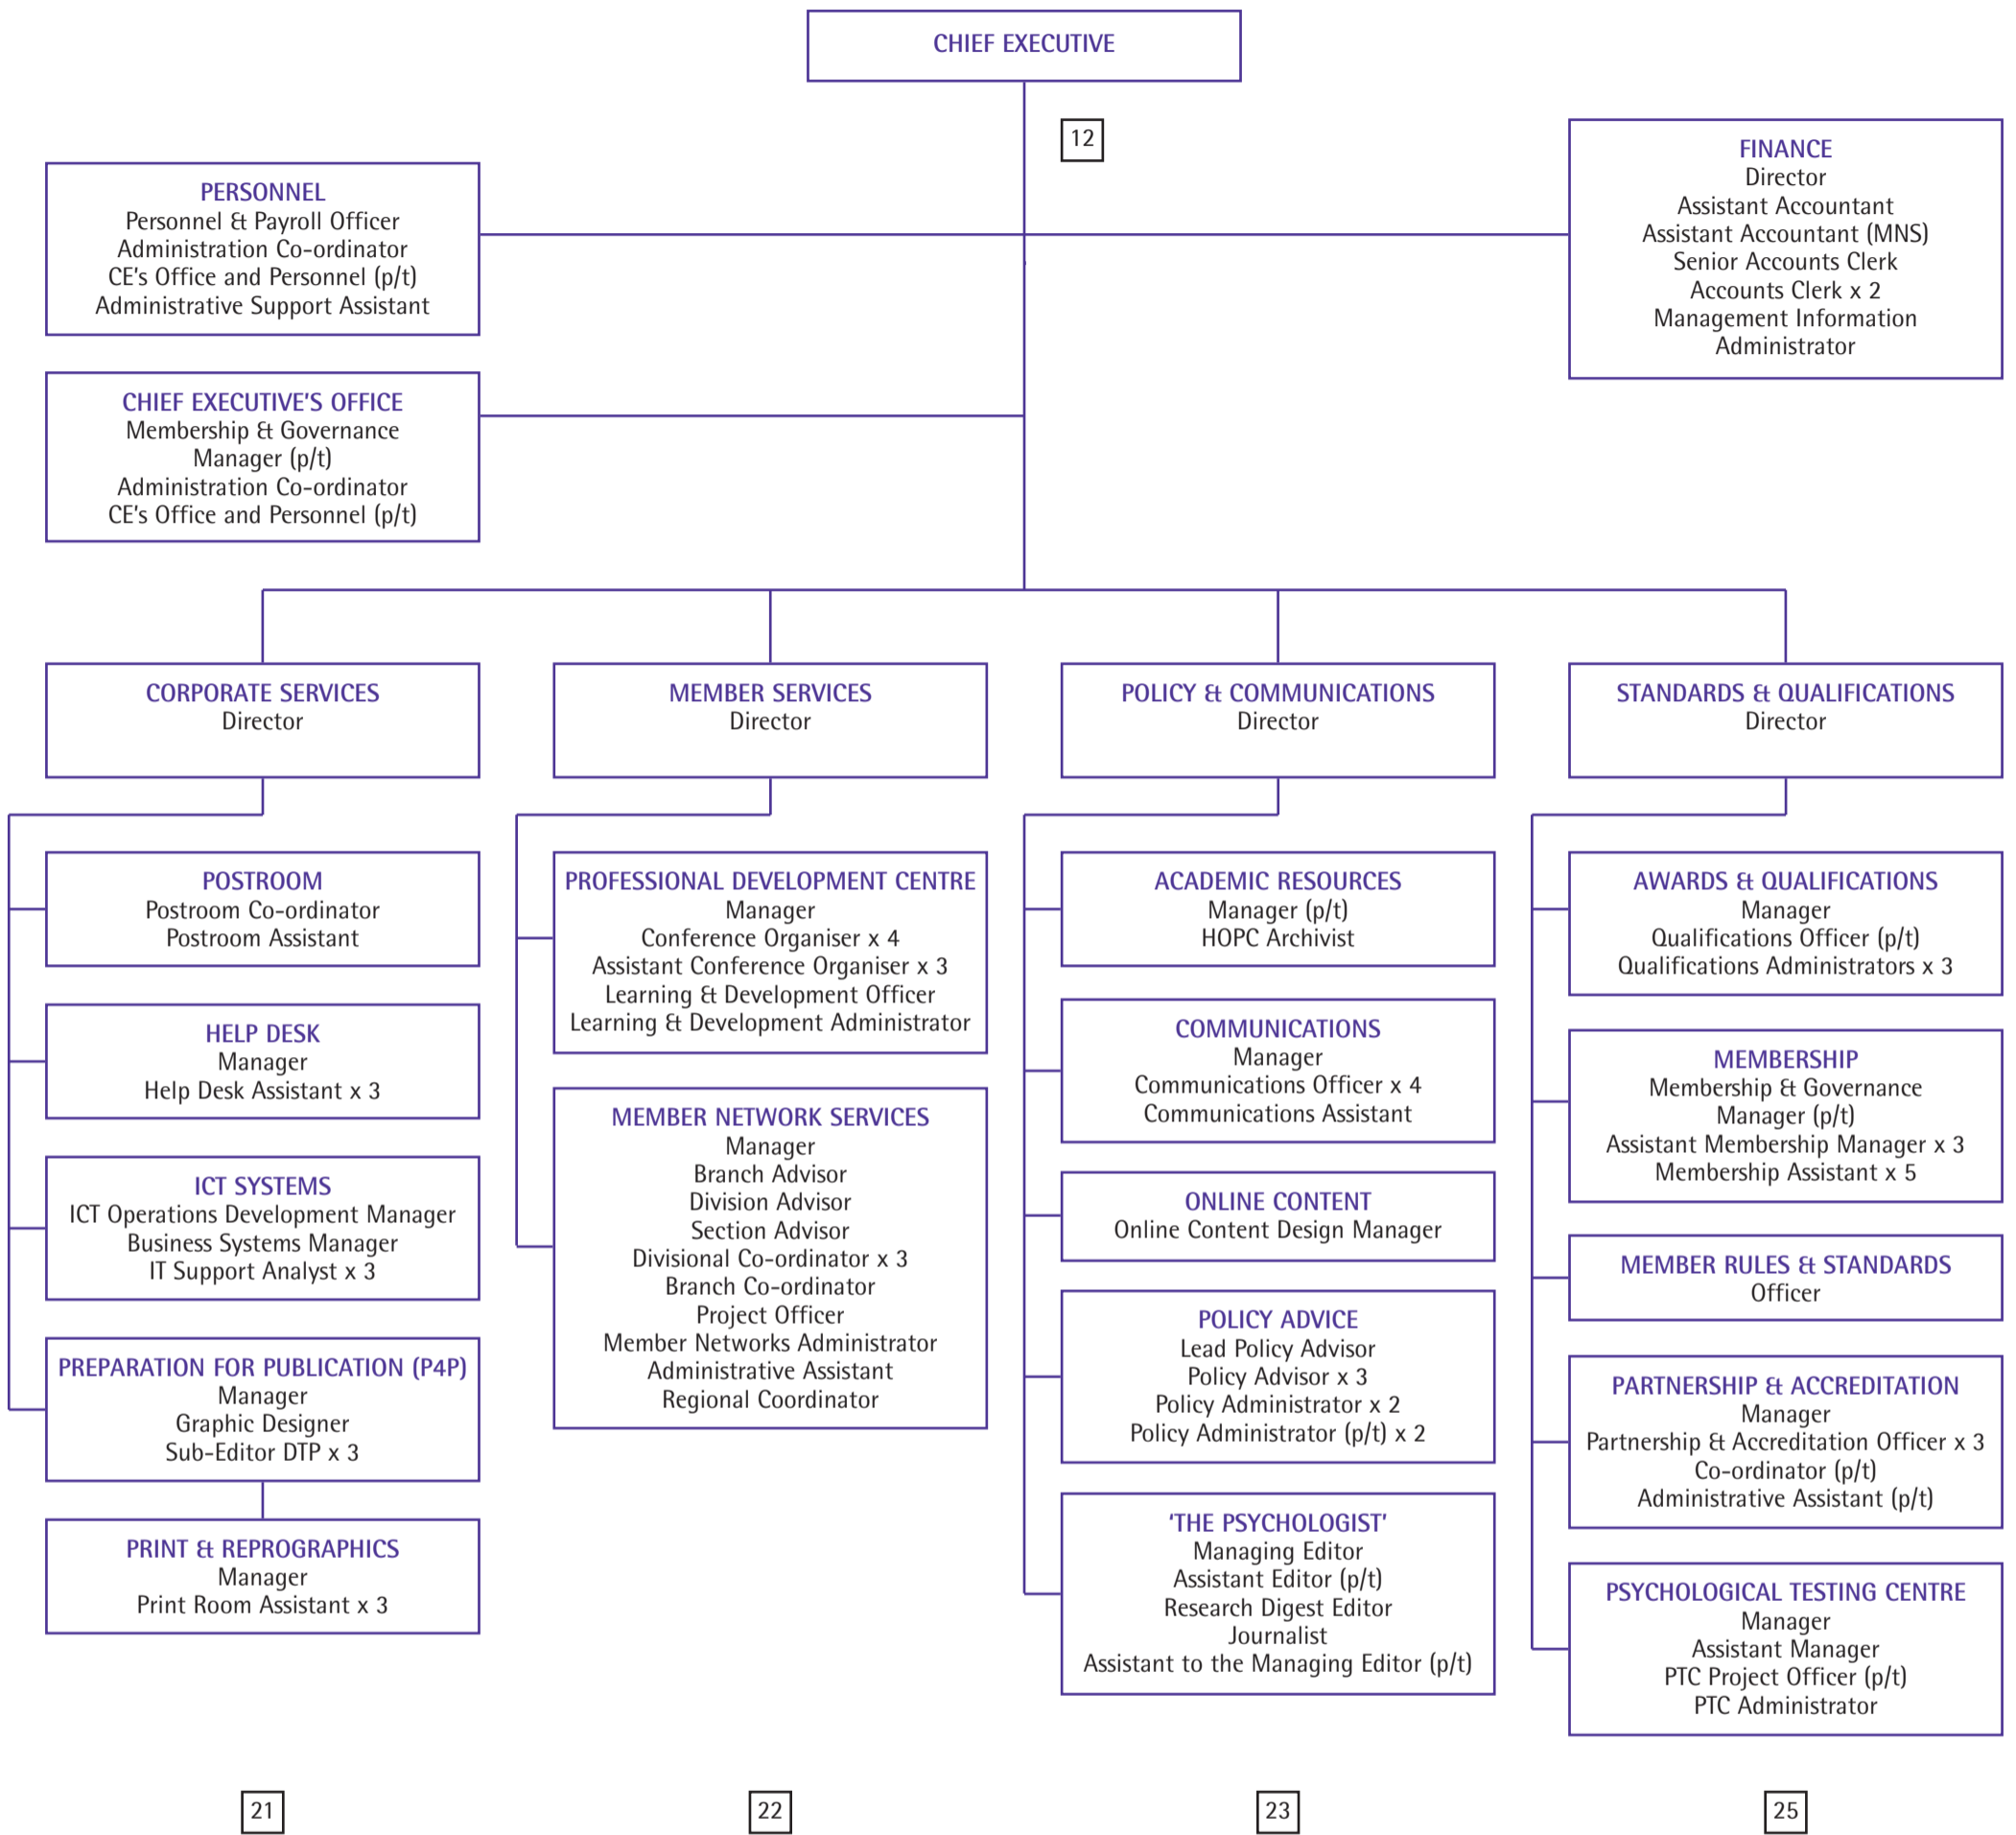 CHIEF EXECUTIVE
12
PERSONNEL
Personnel & Payroll Officer
Administration Co-ordinator
CE's Office and Personnel (p/t)
Administrative Support Assistant
FINANCE
Director
Assistant Accountant
Assistant Accountant (MNS)
Senior Accounts Clerk
Accounts Clerk x 2
Management Information
Administrator
CHIEF EXECUTIVE'S OFFICE
Membership & Governance
Manager (p/t)
Administration Co-ordinator
CE's Office and Personnel (p/t)
CORPORATE SERVICES
Director
MEMBER SERVICES
Director
POLICY & COMMUNICATIONS
Director
STANDARDS & QUALIFICATIONS
Director
POSTROOM
Postroom Co-ordinator
Postroom Assistant
HELP DESK
Manager
Help Desk Assistant x 3
ICT SYSTEMS
ICT Operations Development Manager
Business Systems Manager
IT Support Analyst x 3
PREPARATION FOR PUBLICATION (P4P)
Manager
Graphic Designer
Sub-Editor DTP x 3
PRINT & REPROGRAPHICS
Manager
Print Room Assistant x 3
21
PROFESSIONAL DEVELOPMENT CENTRE
Manager
Conference Organiser x 4
Assistant Conference Organiser x 3
Learning & Development Officer
Learning & Development Administrator
MEMBER NETWORK SERVICES
Manager
Branch Advisor
Division Advisor
Section Advisor
Divisional Co-ordinator x 3
Branch Co-ordinator
Project Officer
Member Networks Administrator
Administrative Assistant
Regional Coordinator
22
ACADEMIC RESOURCES
Manager (p/t)
HOPC Archivist
COMMUNICATIONS
Manager
Communications Officer x 4
Communications Assistant
ONLINE CONTENT
Online Content Design Manager
POLICY ADVICE
Lead Policy Advisor
Policy Advisor x 3
Policy Administrator x 2
Policy Administrator (p/t) x 2
'THE PSYCHOLOGIST'
Managing Editor
Assistant Editor (p/t)
Research Digest Editor
Journalist
Assistant to the Managing Editor (p/t)
23
AWARDS & QUALIFICATIONS
Manager
Qualifications Officer (p/t)
Qualifications Administrators x 3
MEMBERSHIP
Membership & Governance
Manager (p/t)
Assistant Membership Manager x 3
Membership Assistant x 5
MEMBER RULES & STANDARDS
Officer
PARTNERSHIP & ACCREDITATION
Manager
Partnership & Accreditation Officer x 3
Co-ordinator (p/t)
Administrative Assistant (p/t)
PSYCHOLOGICAL TESTING CENTRE
Manager
Assistant Manager
PTC Project Officer (p/t)
PTC Administrator
25